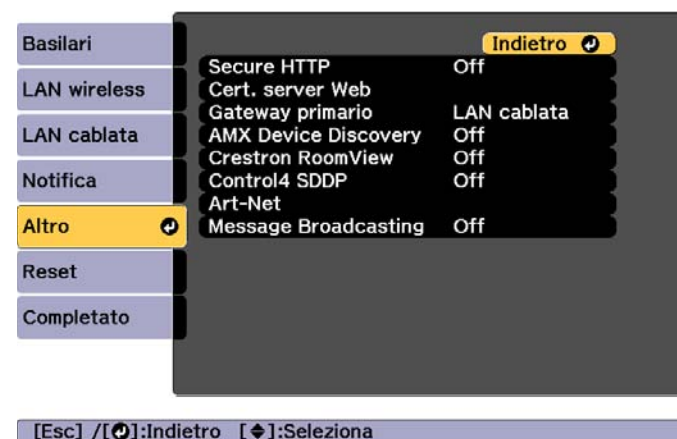 Basilari
LAN wireless
LAN cablata
Notifica
Altro
Reset
Completato
Indietro
Secure HTTP Off
Cert. server Web
Gateway primario LAN cablata
AMX Device Discovery Off
Crestron RoomView Off
Control4 SDDP Off
Art-Net
Message Broadcasting Off
[Esc] /[⏎]:Indietro [◆]:Seleziona